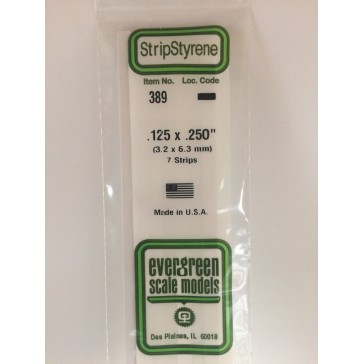 StripStyrene
Item No. Loc. Code
389
.125 x .250"
(3.2 x 6.3 mm)
7 Strips
Made in U.S.A.
evergreen
scale models
Des Plaines, IL 60018